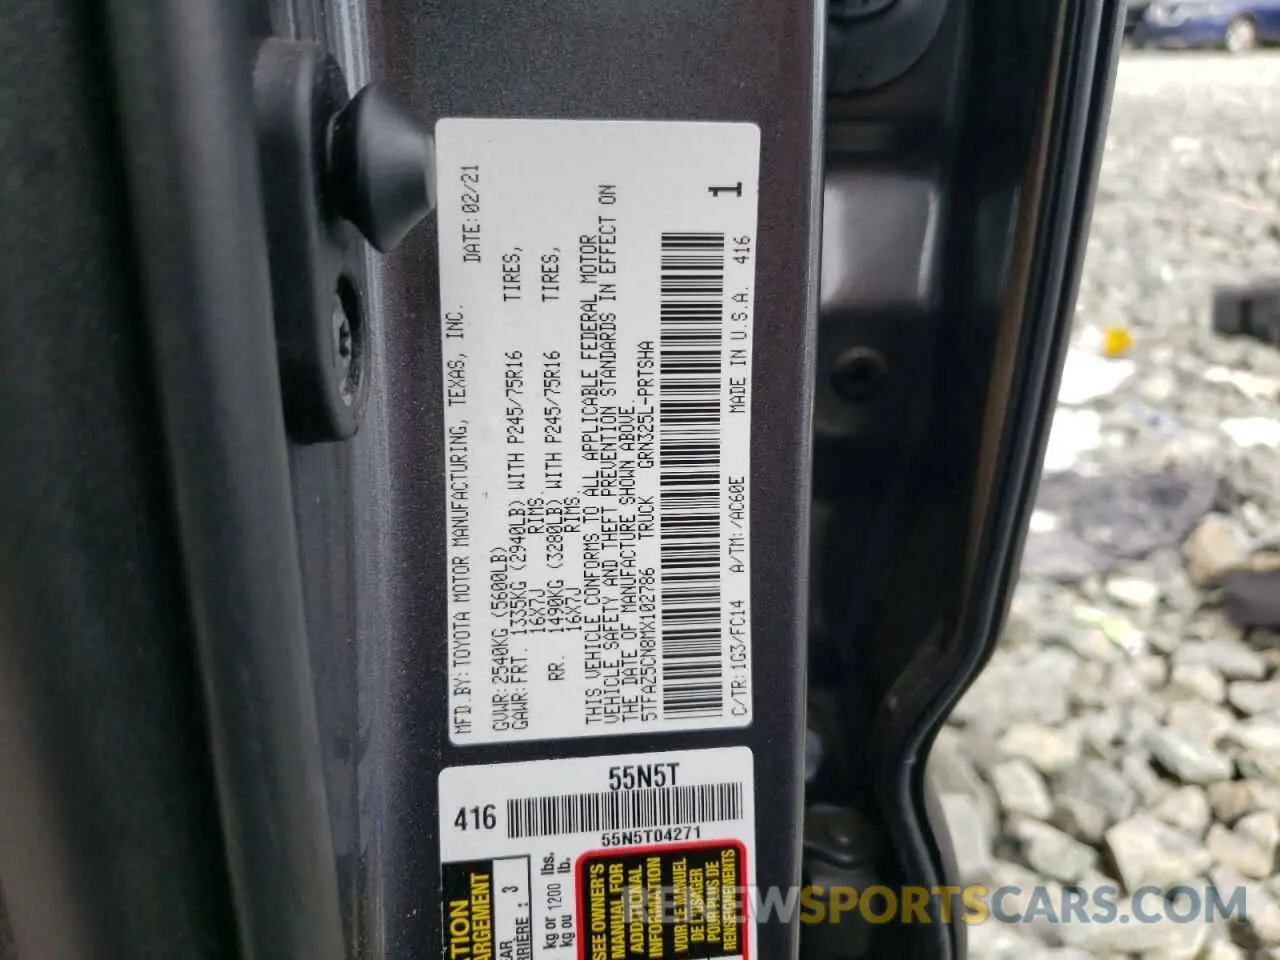 MFD.BY:TOYOTA MOTOR MANUFACTURING, TEXAS, INC. DATE:02/21
GVWR:2540KG (5600LB)
GAWR:FRT. 1335KG (2940LB) WITH P245/75R16 TIRES,
16X7J RIMS.
RR. 1490KG (3280LB) WITH P245/75R16 TIRES,
16X7J RIMS.
THIS VEHICLE CONFORMS TO ALL APPLICABLE FEDERAL MOTOR
VEHICLE SAFETY AND THEFT PREVENTION STANDARDS IN EFFECT ON
THE DATE OF MANUFACTURE SHOWN ABOVE.
5TFAZ5CN8MX102786 TRUCK GRN325L-PRTSHA
C/TR:1G3/FC14 A/TM:/AC60E MADE IN U.S.A. 416
1
55N5T
416
55N5T04271
3
kg or 1200 lbs.
kg ou lb.
SEE OWNER'S
MANUAL FOR
ADDITIONAL
INFORMATION
VOIR LE MANUEL
DE L'USAGER
POUR PLUS DE
RENSEIGNEMENTS
REVIEWSPORTSCARS.COM